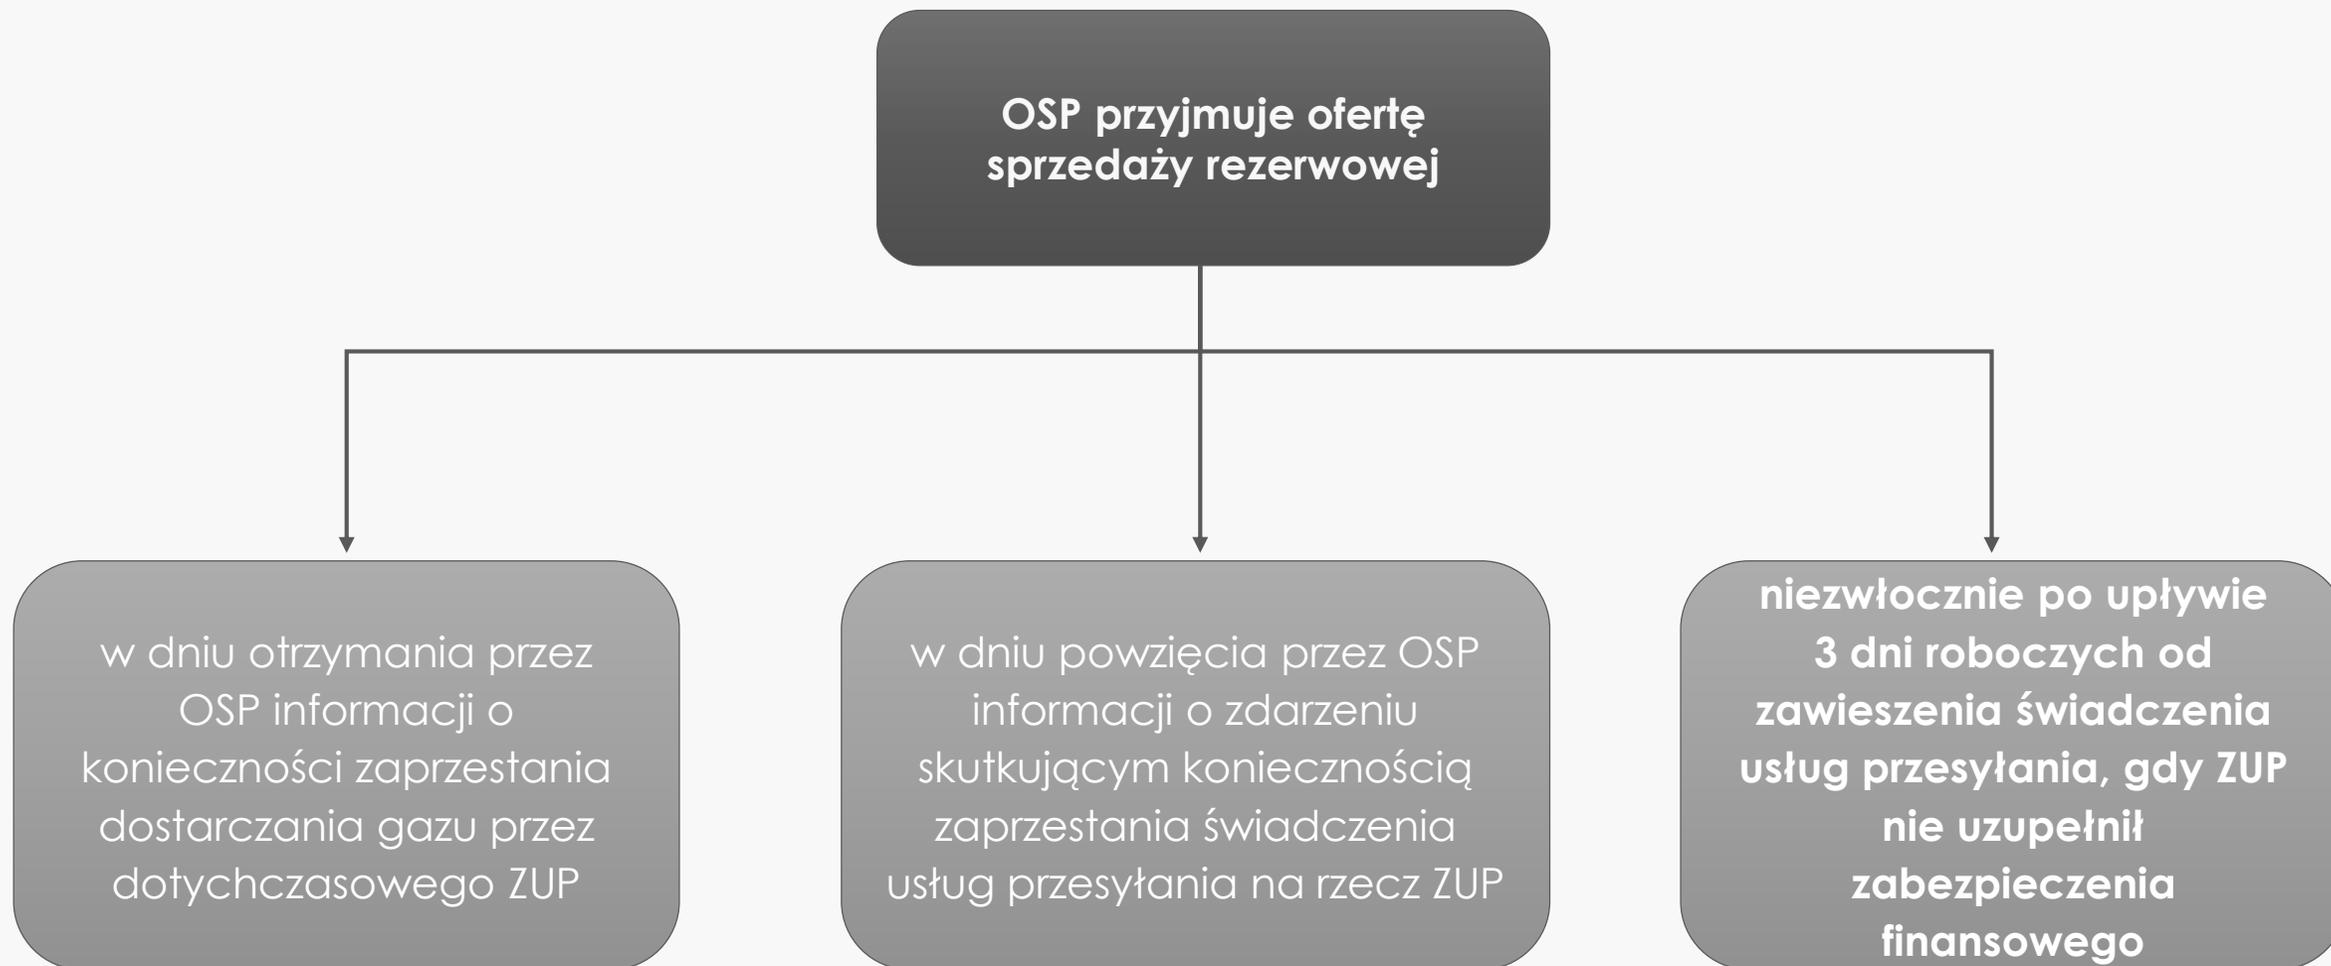 OSP przyjmuje ofertę
sprzedaży rezerwowej
w dniu otrzymania przez
OSP informacji o
konieczności zaprzestania
dostarczania gazu przez
dotychczasowego ZUP
w dniu powzięcia przez OSP
informacji o zdarzeniu
skutkującym koniecznością
zaprzestania świadczenia
usług przesyłania na rzecz ZUP
niezwłocznie po upływie
3 dni roboczych od
zawieszenia świadczenia
usług przesyłania, gdy ZUP
nie uzupełnił
zabezpieczenia
finansowego